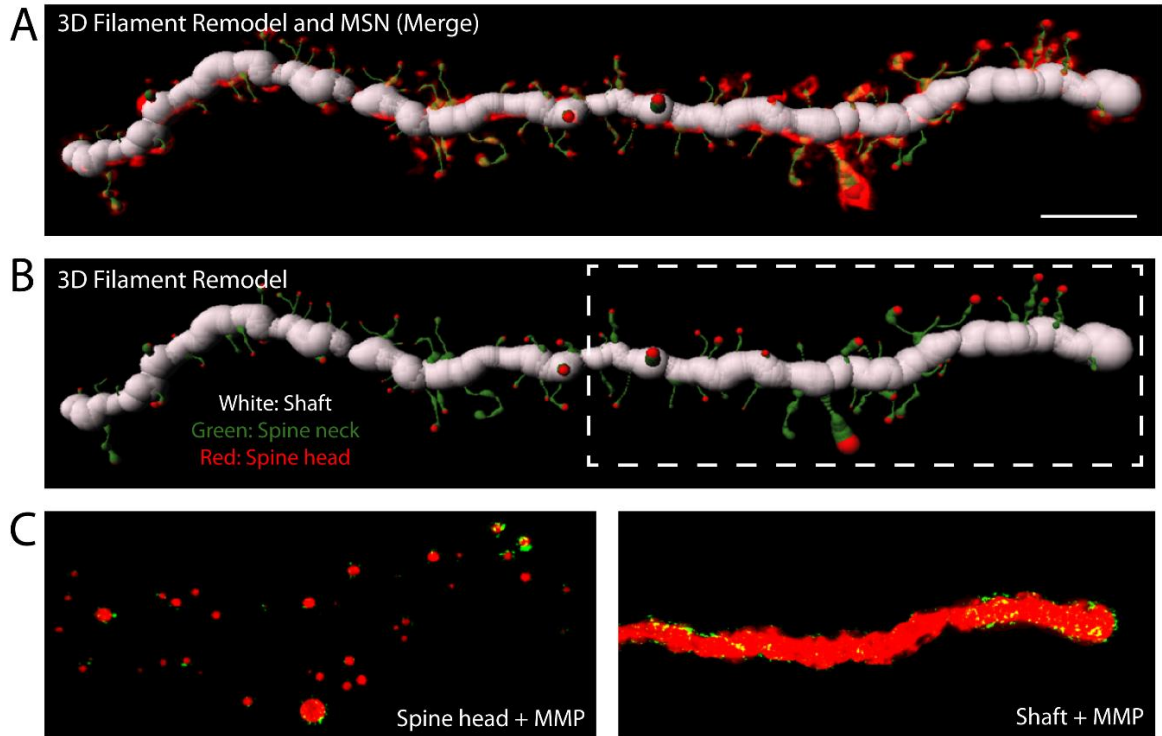 A
3D Filament Remodel and MSN (Merge)
B
3D Filament Remodel
White: Shaft
Green: Spine neck
Red: Spine head
C
Spine head + MMP
Shaft + MMP